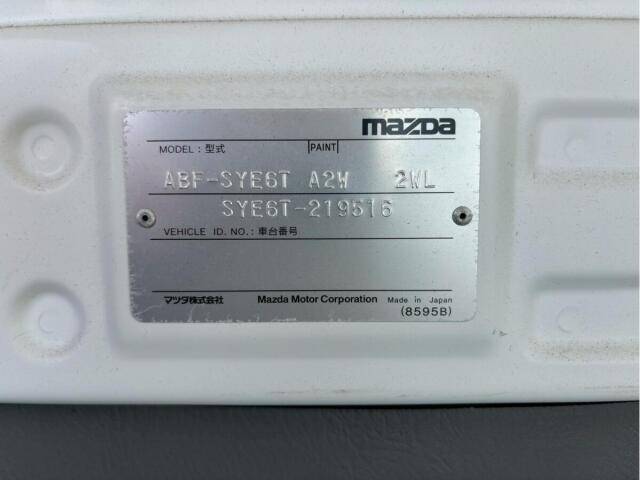 mazda
MODEL : 型式 PAINT
ABF-SYE6T A2W 2WL
SYE6T-219516
VEHICLE ID. NO. : 車台番号
マツダ株式会社 Mazda Motor Corporation Made in Japan
(8595B)